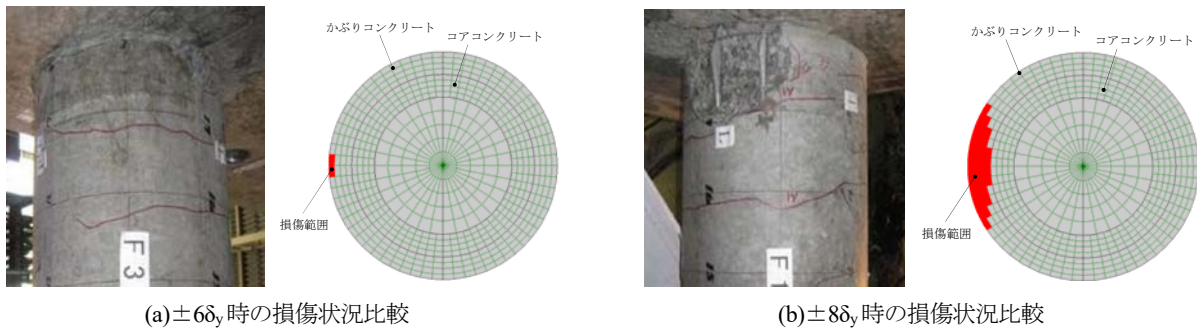 かぶりコンクリート
コアコンクリート
損傷範囲
F3
(a)±6δy時の損傷状況比較
かぶりコンクリート
コアコンクリート
損傷範囲
F1
(b)±8δy時の損傷状況比較